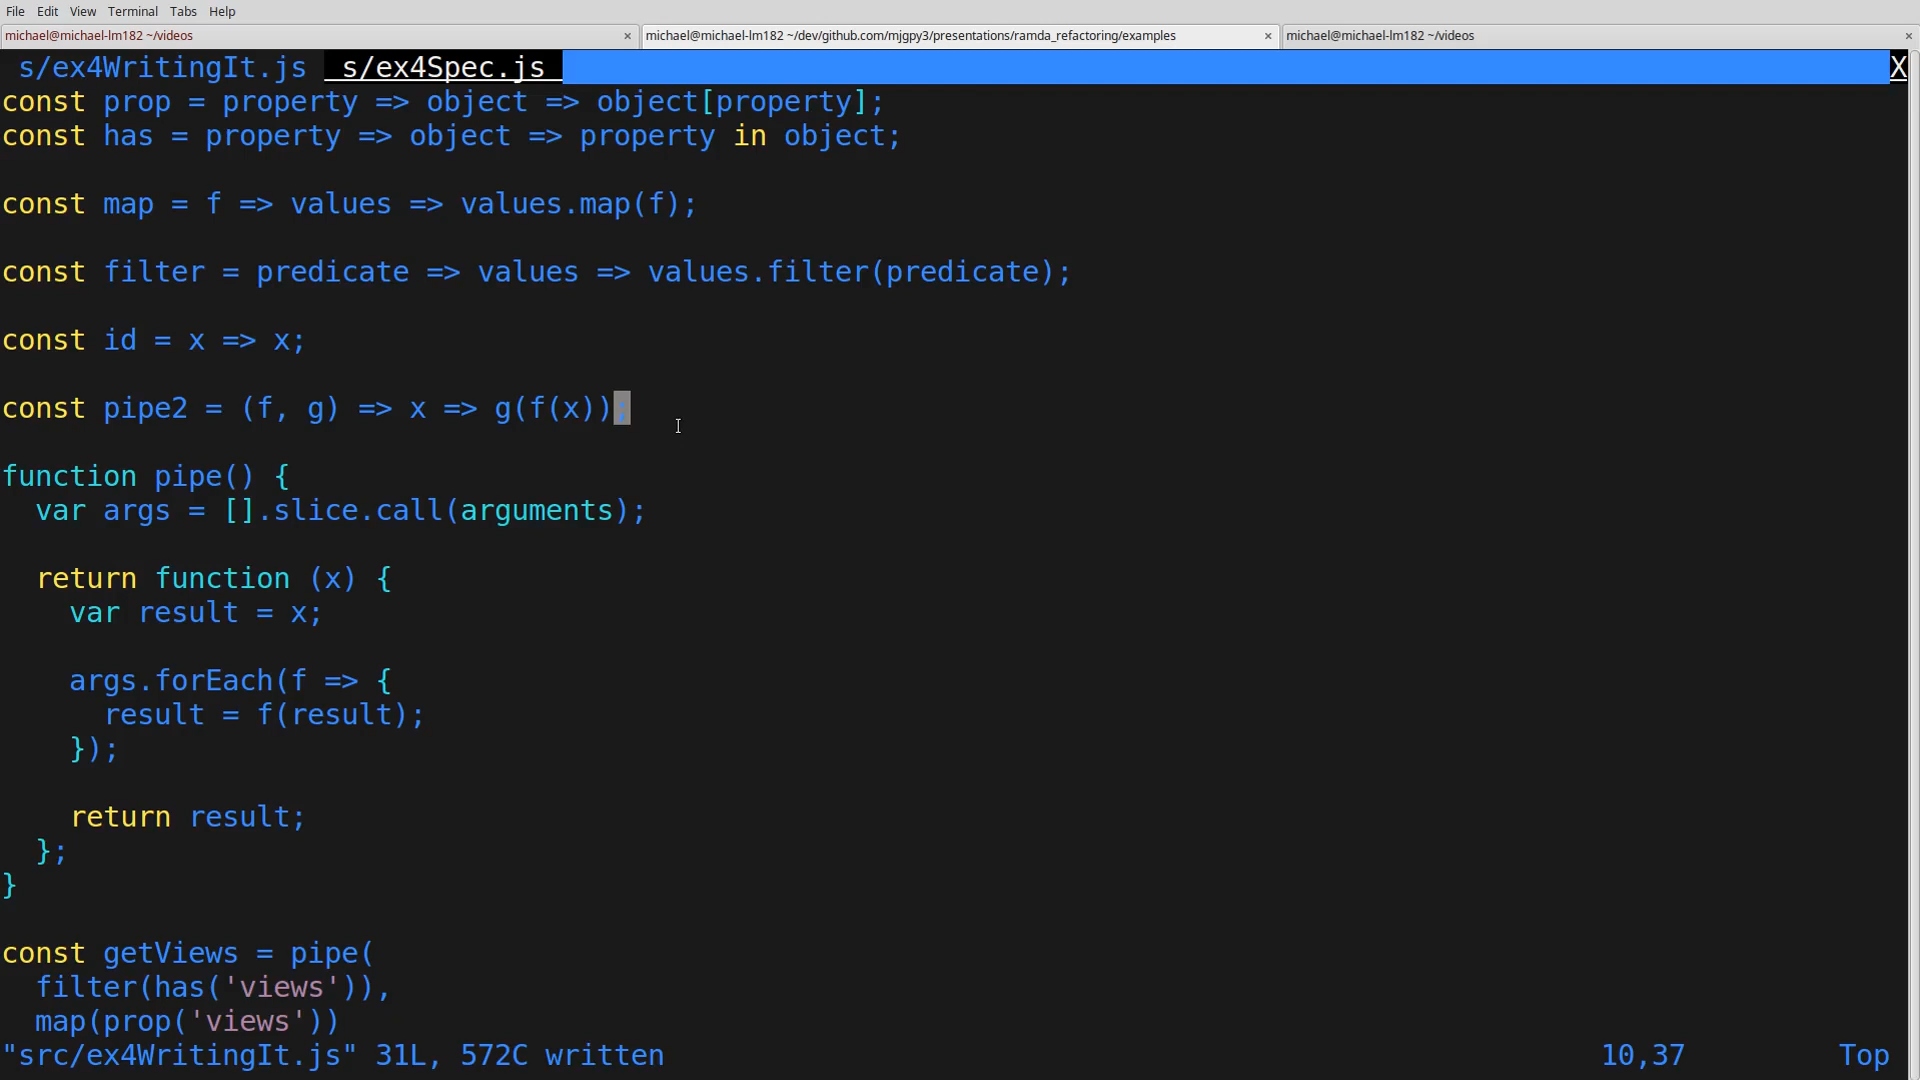 File Edit View Terminal Tabs Help
michael@michael-lm182 ~/videos × michael@michael-lm182 ~/dev/github.com/mjgpy3/presentations/ramda_refactoring/examples × michael@michael-lm182 ~/videos ×
s/ex4WritingIt.js s/ex4Spec.js X
const prop = property => object => object[property];
const has = property => object => property in object;
const map = f => values => values.map(f);
const filter = predicate => values => values.filter(predicate);
const id = x => x;
const pipe2 = (f, g) => x => g(f(x));
function pipe() {
  var args = [].slice.call(arguments);
  return function (x) {
    var result = x;
    args.forEach(f => {
      result = f(result);
    });
    return result;
  };
}
const getViews = pipe(
  filter(has('views')),
  map(prop('views'))
"src/ex4WritingIt.js" 31L, 572C written 10,37 Top